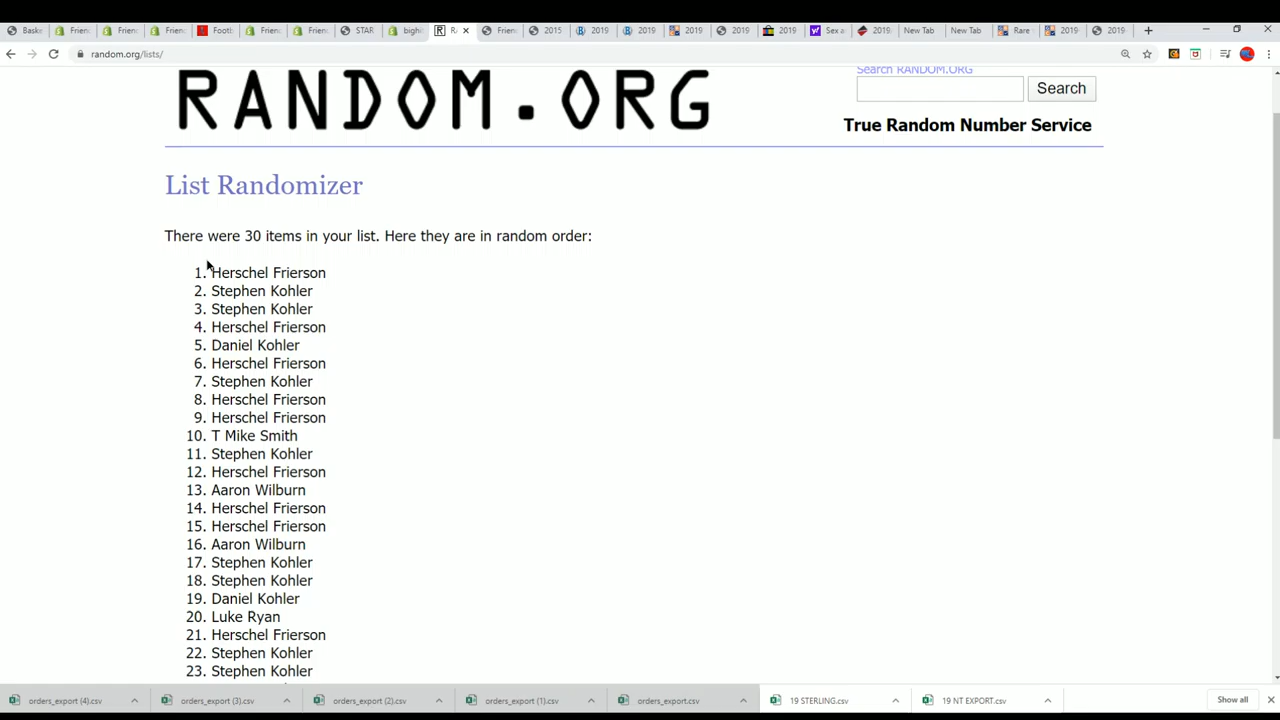 Baske Frien Frien Frien Footb Frien Frien STAR bighi Ra Frien 2015 2019 2019 2019 2019 2019 Sex a 2019 New Tab New Tab Rare 2019 2019
random.org/lists/
RANDOM.ORG
Search RANDOM.ORG
Search
True Random Number Service
List Randomizer
There were 30 items in your list. Here they are in random order:
1. Herschel Frierson
2. Stephen Kohler
3. Stephen Kohler
4. Herschel Frierson
5. Daniel Kohler
6. Herschel Frierson
7. Stephen Kohler
8. Herschel Frierson
9. Herschel Frierson
10. T Mike Smith
11. Stephen Kohler
12. Herschel Frierson
13. Aaron Wilburn
14. Herschel Frierson
15. Herschel Frierson
16. Aaron Wilburn
17. Stephen Kohler
18. Stephen Kohler
19. Daniel Kohler
20. Luke Ryan
21. Herschel Frierson
22. Stephen Kohler
23. Stephen Kohler
orders_export (4).csv orders_export (3).csv orders_export (2).csv orders_export (1).csv orders_export.csv 19 STERLING.csv 19 NT EXPORT.csv Show all